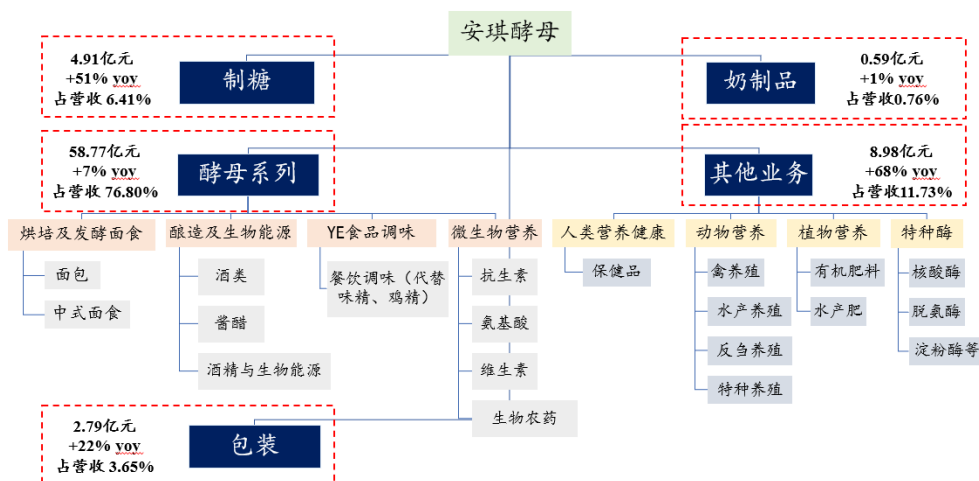 安琪酵母
4.91亿元
+51% yoy
占营收 6.41%
制糖
奶制品
0.59亿元
+1% yoy
占营收0.76%
58.77亿元
+7% yoy
占营收 76.80%
酵母系列
其他业务
8.98亿元
+68% yoy
占营收11.73%
烘培及发酵面食
酿造及生物能源
YE食品调味
微生物营养
人类营养健康
动物营养
植物营养
特种酶
面包
中式面食
酒类
酱醋
酒精与生物能源
餐饮调味（代替
味精、鸡精）
抗生素
氨基酸
维生素
生物农药
保健品
禽养殖
水产养殖
反刍养殖
特种养殖
有机肥料
水产肥
核酸酶
脱氨酶
淀粉酶等
2.79亿元
+22% yoy
占营收 3.65%
包装